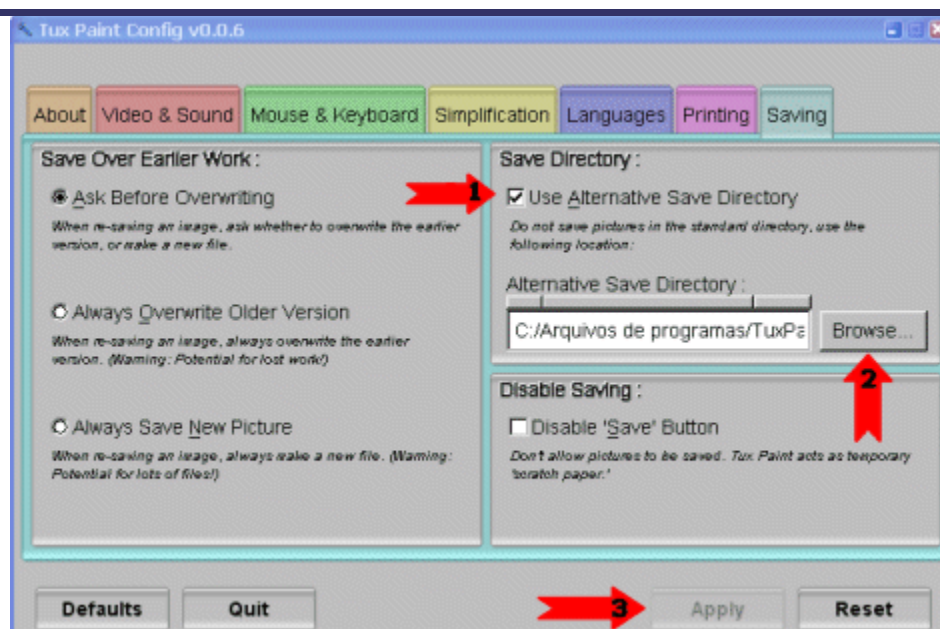 Tux Paint Config v0.0.6
About Video & Sound Mouse & Keyboard Simplification Languages Printing Saving
Save Over Earlier Work :
Ask Before Overwriting
When re-saving an image, ask whether to overwrite the earlier
version, or make a new file.
Always Overwrite Older Version
When re-saving an image, always overwrite the earlier
version. (Warning: Potential for lost work!)
Always Save New Picture
When re-saving an image, always make a new file. (Warning:
Potential for lots of files!)
Save Directory :
1
Use Alternative Save Directory
Do not save pictures in the standard directory, use the
following location:
Alternative Save Directory :
C:/Arquivos de programas/TuxPa
Browse...
2
Disable Saving :
Disable 'Save' Button
Don't allow pictures to be saved. Tux Paint acts as temporary
'scratch paper.'
Defaults Quit 3 Apply Reset